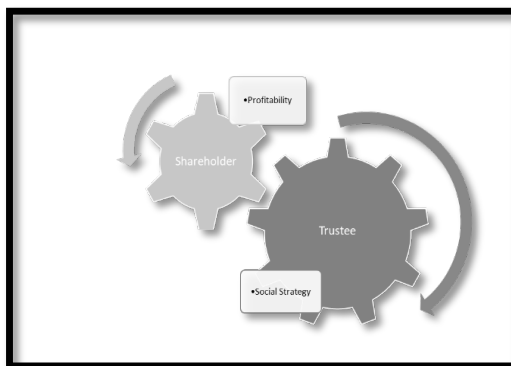 •Profitability
Shareholder
Trustee
•Social Strategy